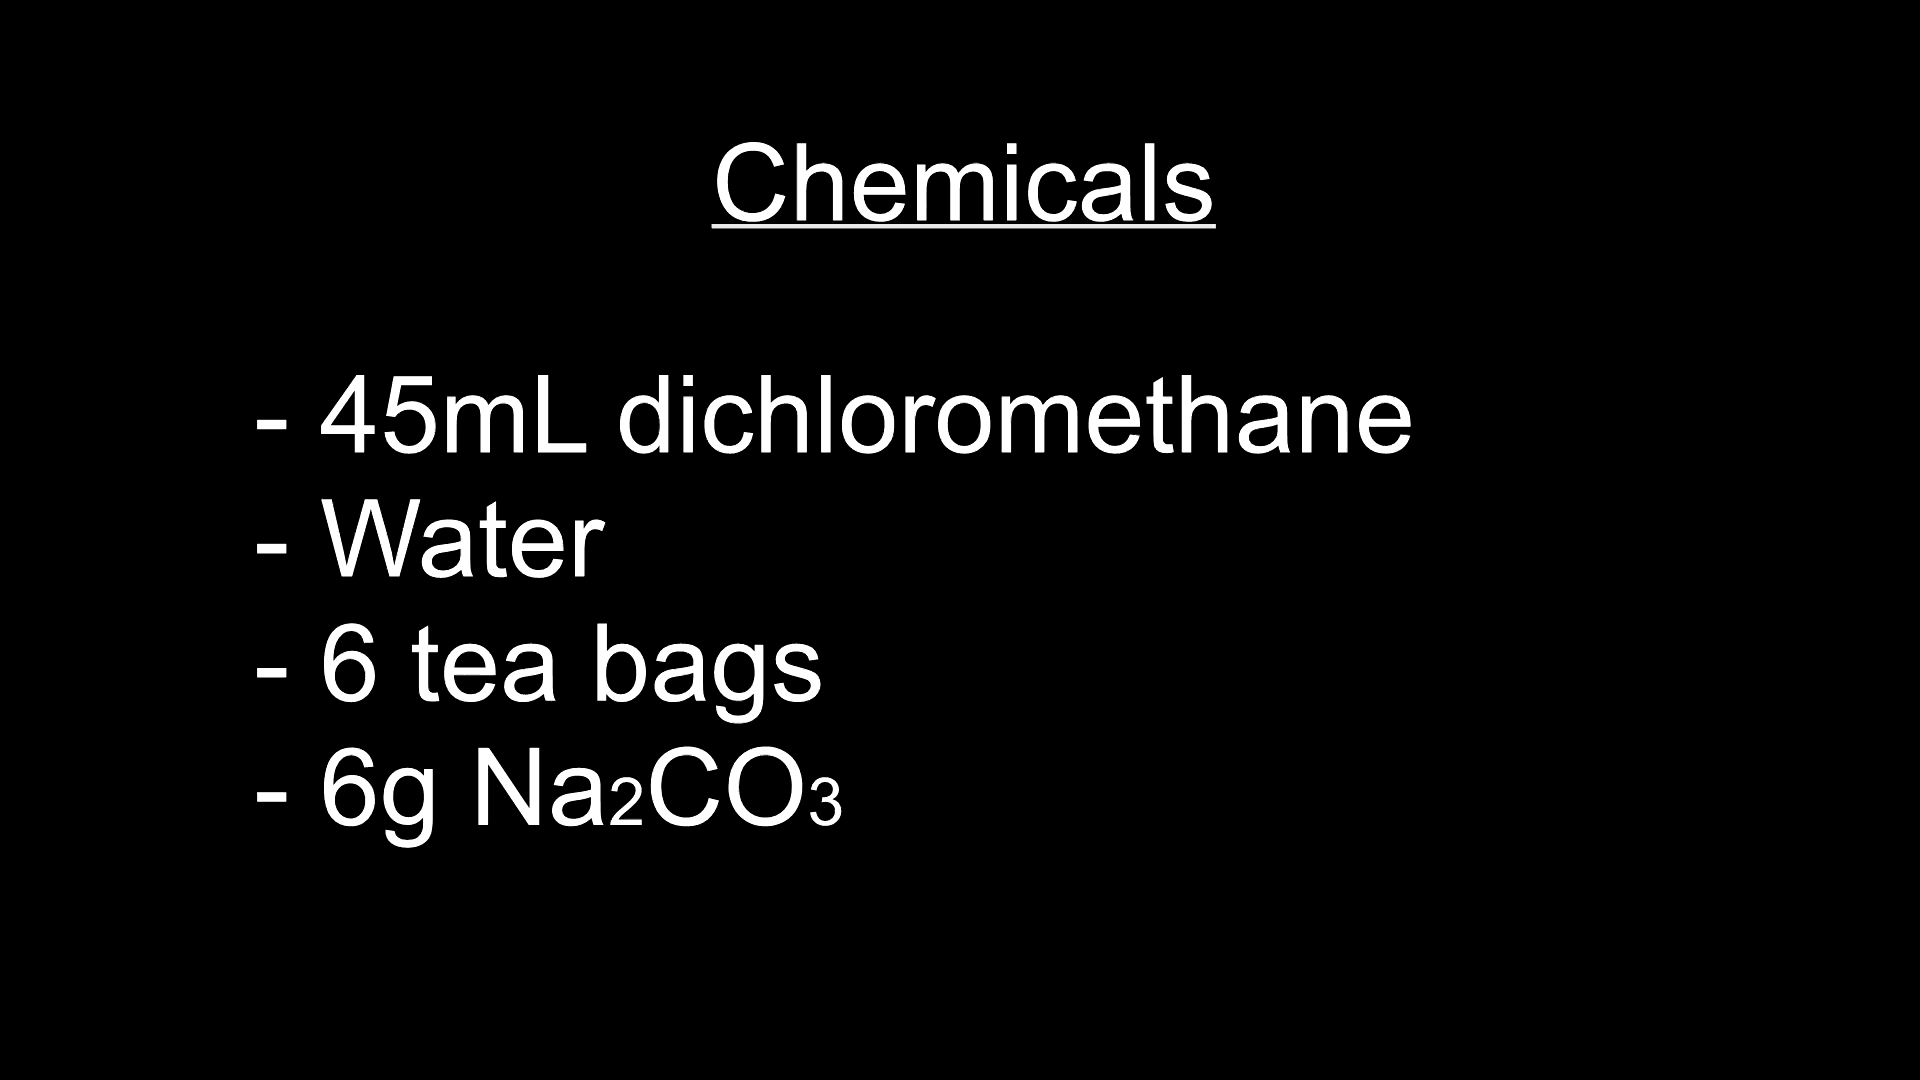 Chemicals
- 45mL dichloromethane
- Water
- 6 tea bags
- 6g Na2CO3